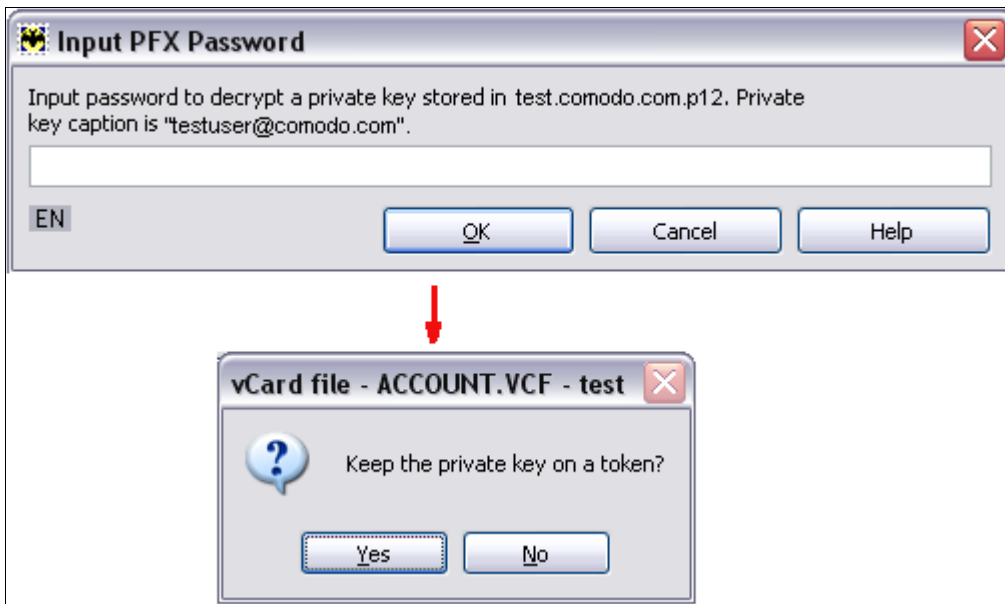 Input PFX Password
Input password to decrypt a private key stored in test.comodo.com.p12. Private
key caption is "testuser@comodo.com".
EN
OK Cancel Help
vCard file - ACCOUNT.VCF - test
Keep the private key on a token?
Yes No